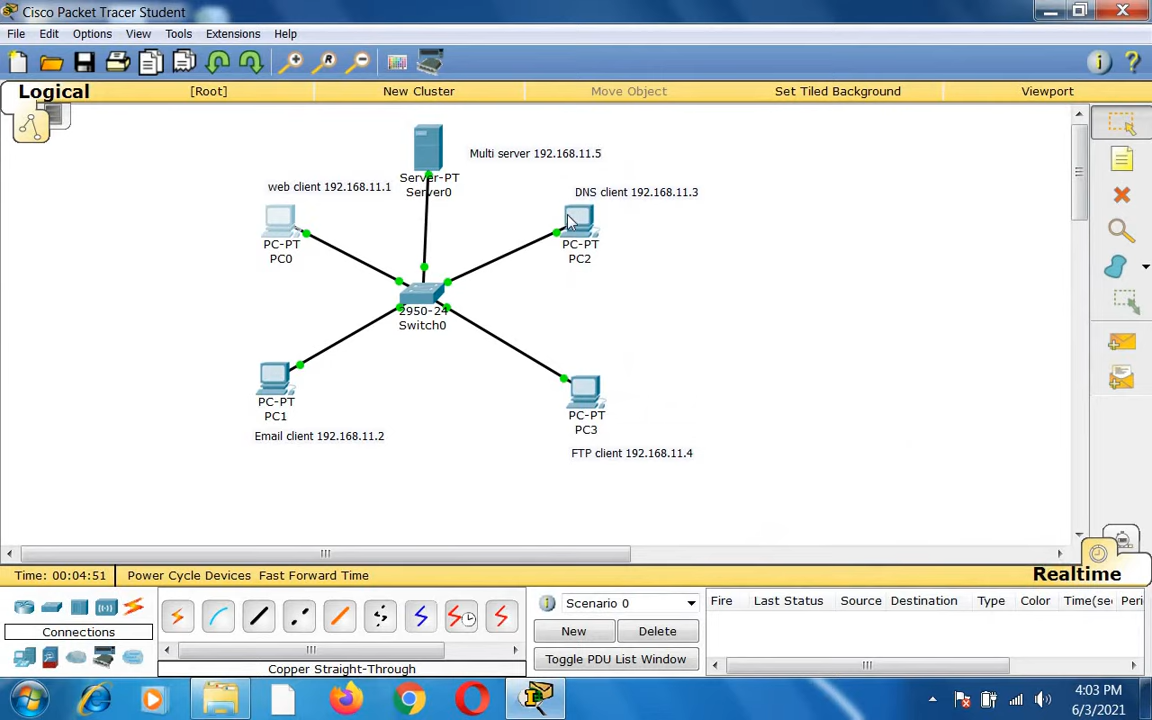 Cisco Packet Tracer Student
File Edit Options View Tools Extensions Help
Logical [Root] New Cluster Move Object Set Tiled Background Viewport
Multi server 192.168.11.5
Server-PT
Server0
web client 192.168.11.1
DNS client 192.168.11.3
PC-PT
PC0
PC-PT
PC2
2950-24
Switch0
PC-PT
PC1
PC-PT
PC3
Email client 192.168.11.2
FTP client 192.168.11.4
Time: 00:04:51 Power Cycle Devices Fast Forward Time
Realtime
Connections
Copper Straight-Through
Scenario 0
New Delete
Toggle PDU List Window
Fire Last Status Source Destination Type Color Time(sec Peri
4:03 PM
6/3/2021